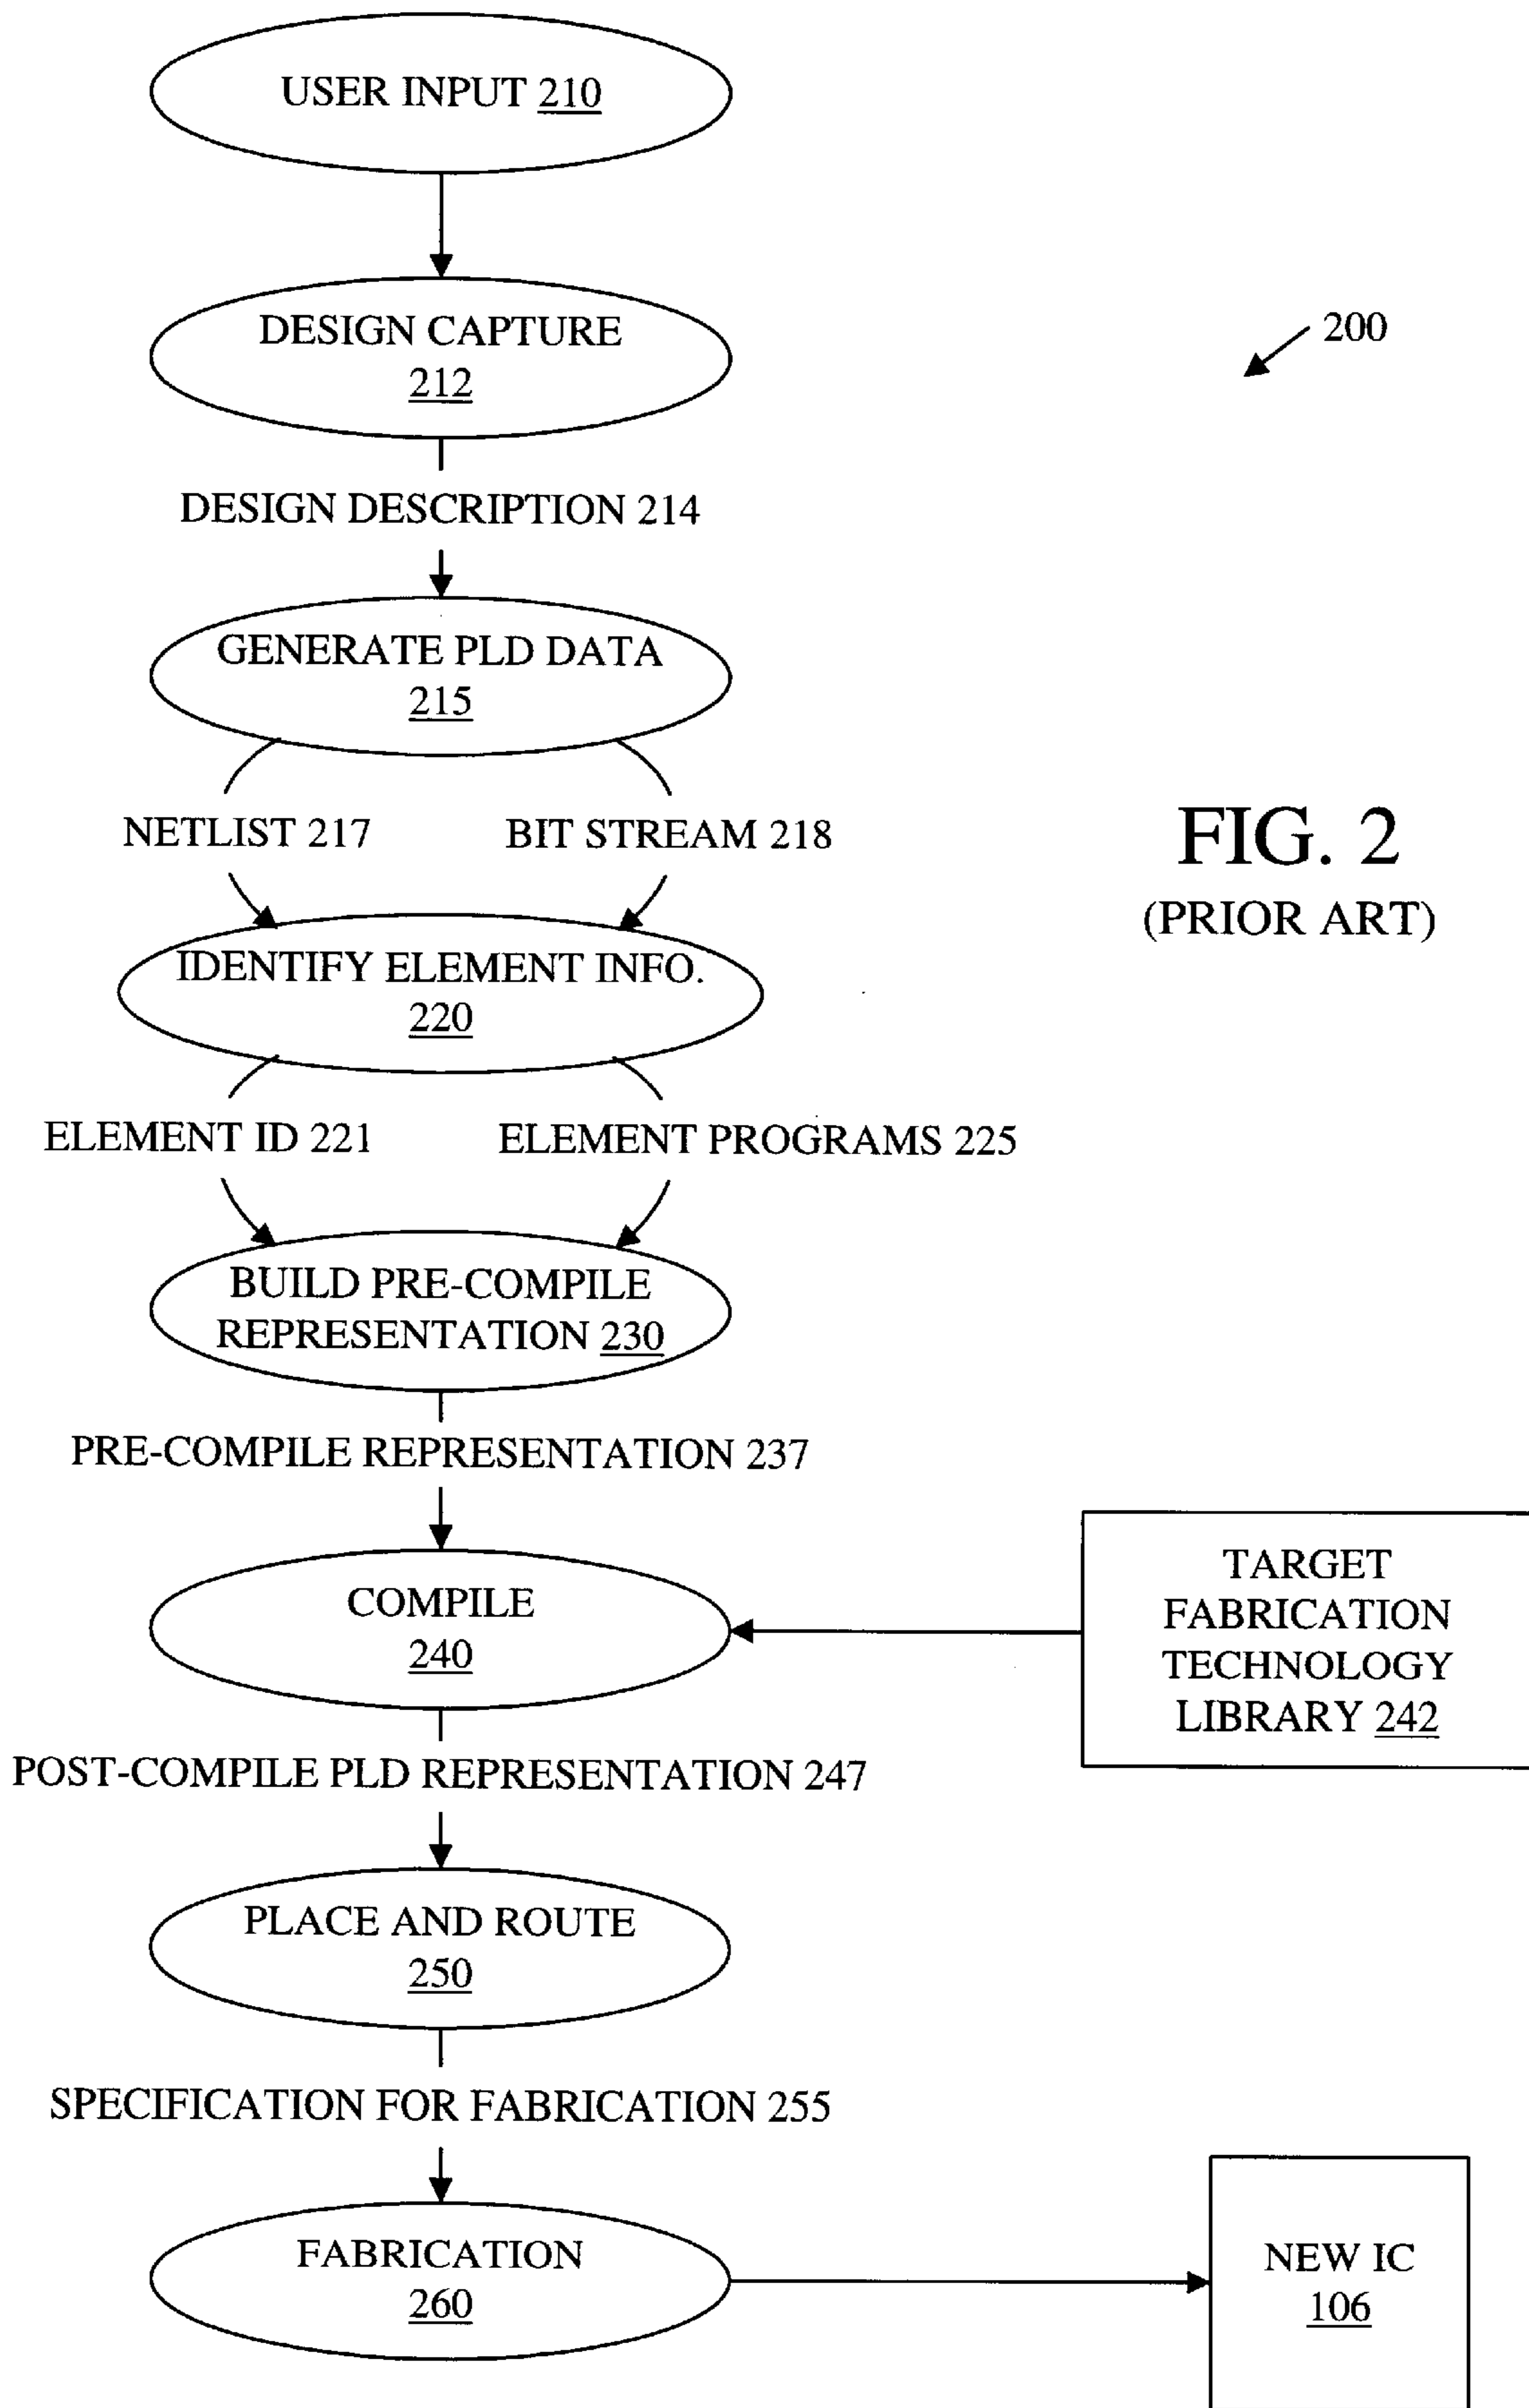 USER INPUT 210
DESIGN CAPTURE
212
200
DESIGN DESCRIPTION 214
GENERATE PLD DATA
215
NETLIST 217
BIT STREAM 218
FIG. 2
(PRIOR ART)
IDENTIFY ELEMENT INFO.
220
ELEMENT ID 221
ELEMENT PROGRAMS 225
BUILD PRE-COMPILE
REPRESENTATION 230
PRE-COMPILE REPRESENTATION 237
COMPILE
240
TARGET
FABRICATION
TECHNOLOGY
LIBRARY 242
POST-COMPILE PLD REPRESENTATION 247
PLACE AND ROUTE
250
SPECIFICATION FOR FABRICATION 255
FABRICATION
260
NEW IC
106